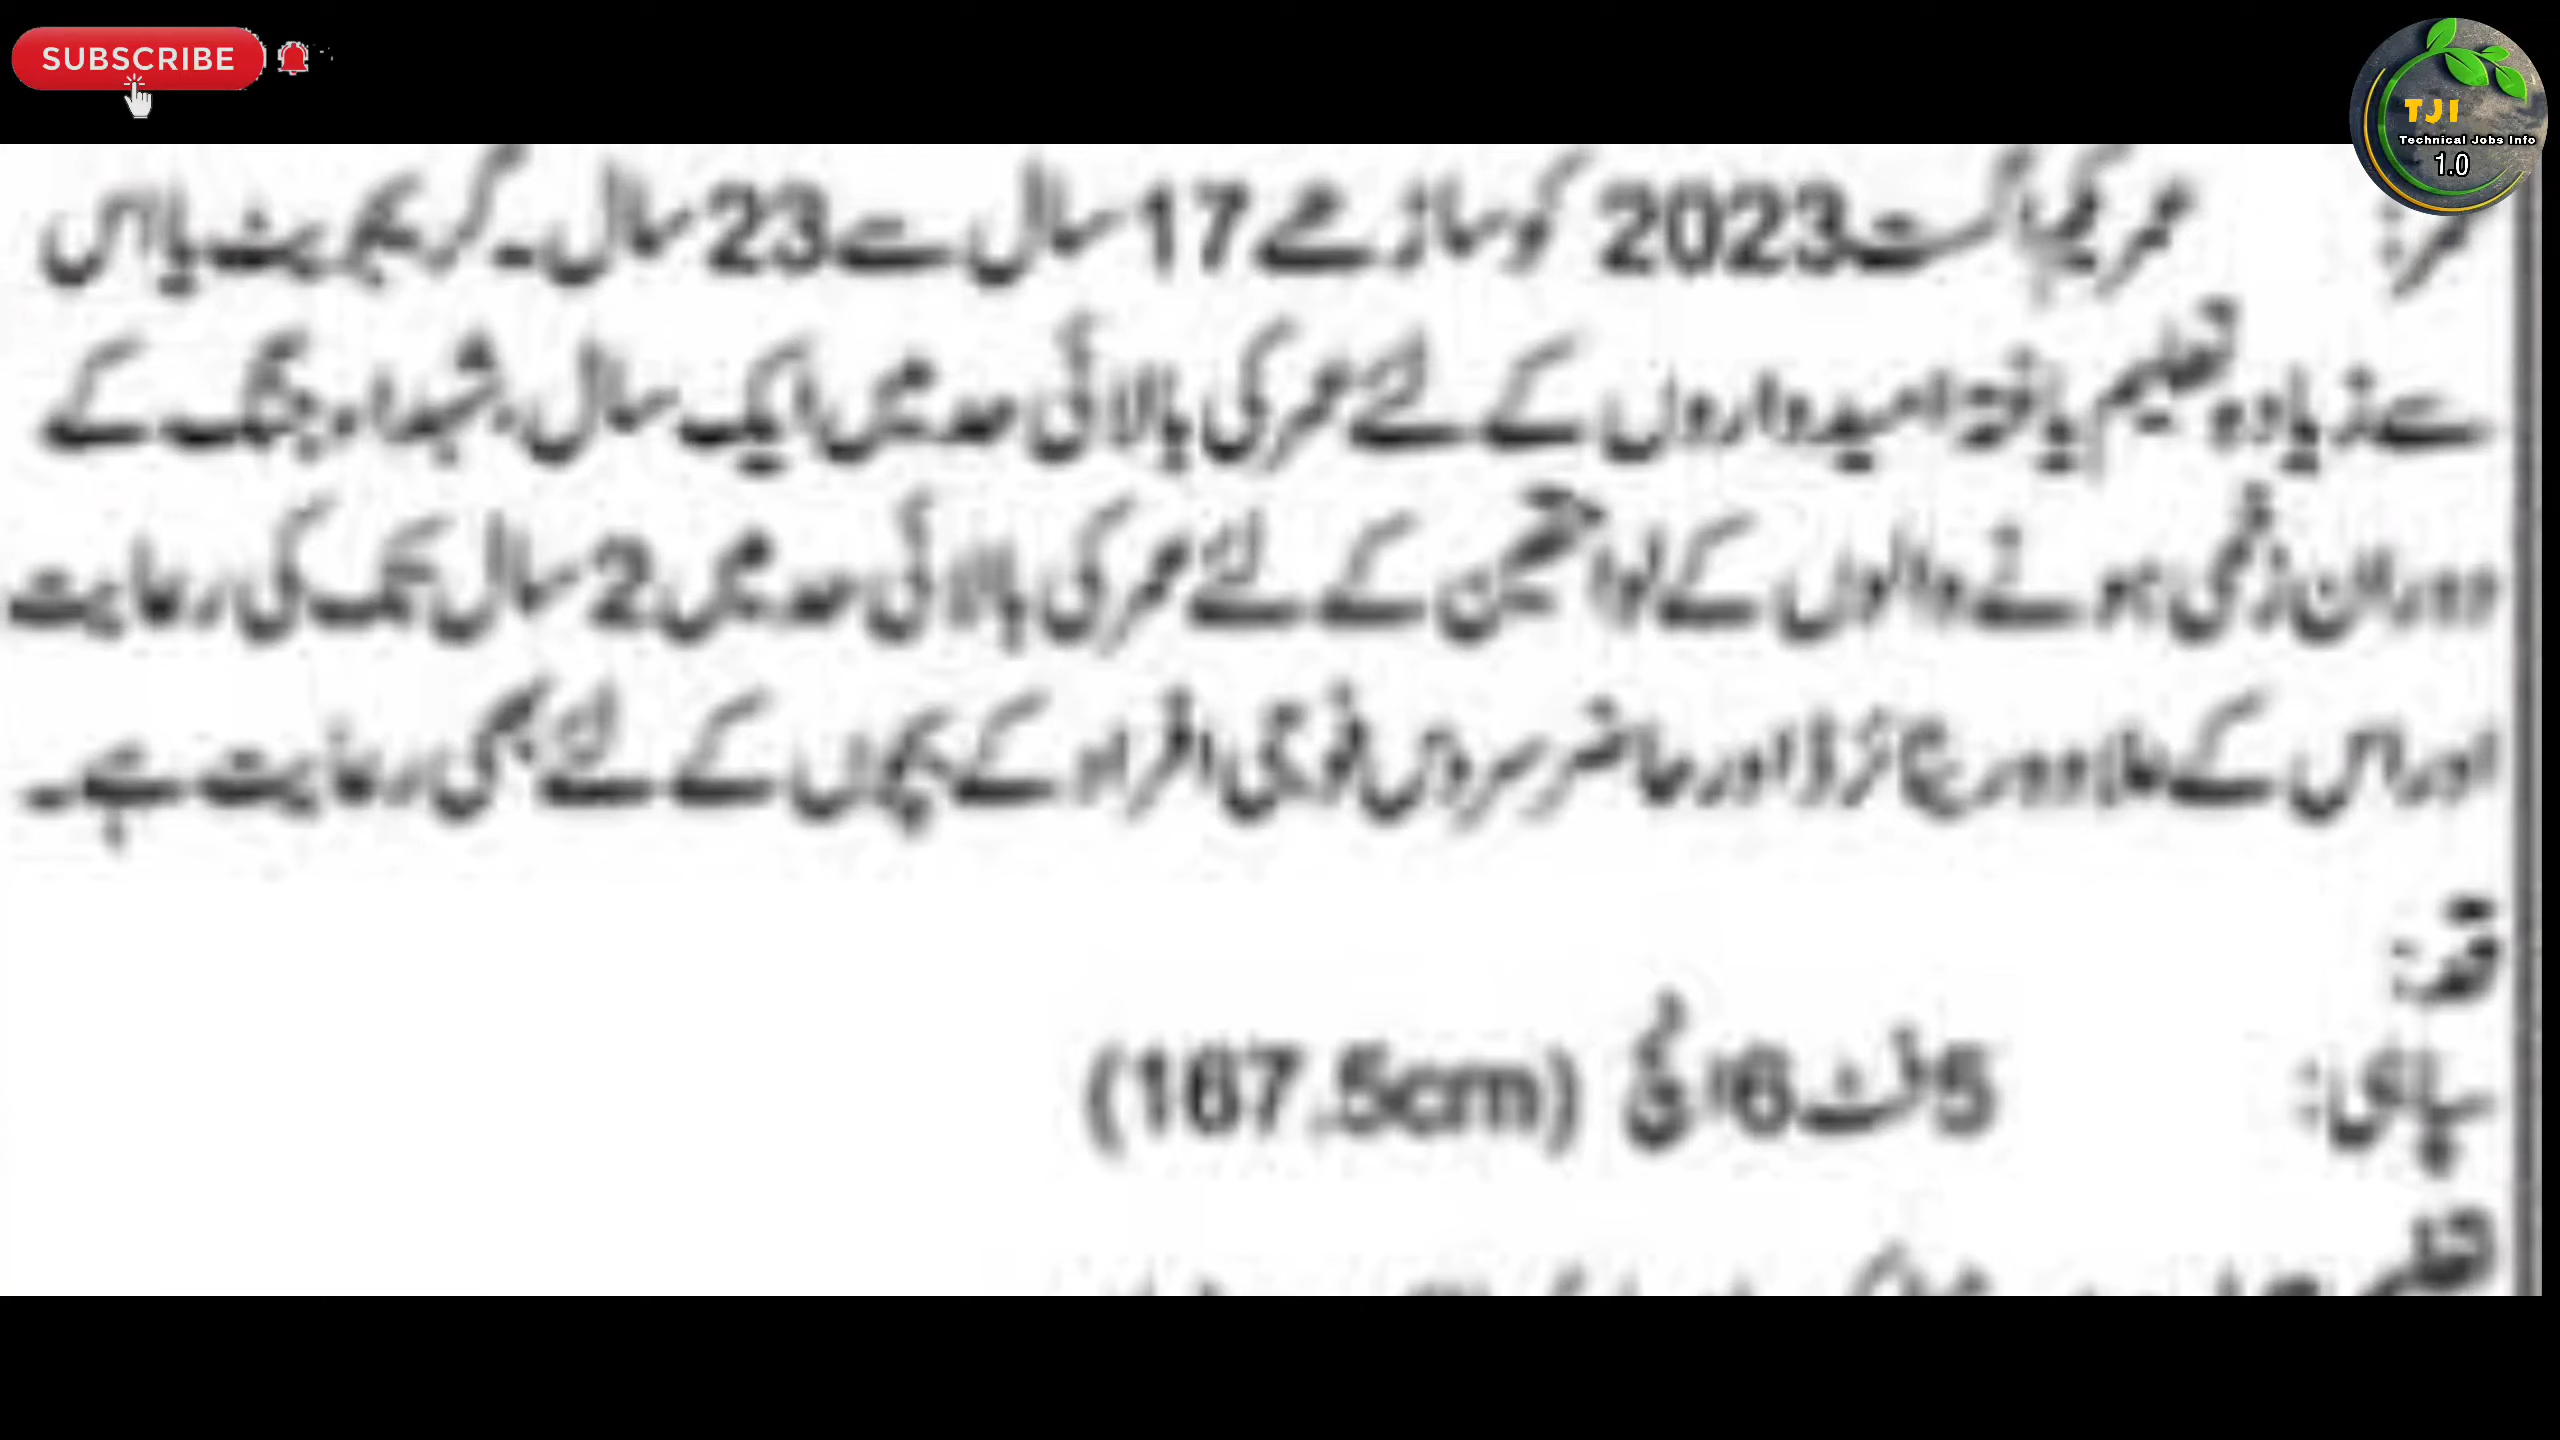 SUBSCRIBE
TJI
Technical Jobs Info
1.0
عمر: عمر یکم اگست 2023 کو ساڑھے 17 سال سے 23 سال۔ گریجویٹ یا اس
سے زیادہ تعلیم یافتہ امیدواروں کے لئے عمر کی بالائی حد میں ایک سال، شہداء، جنگ کے
دوران زخمی ہونے والوں کے لواحقین کے لئے عمر کی بالائی حد میں 2 سال تک کی رعایت
اور اس کے علاوہ ریٹائرڈ اور حاضر سروس فوجی افراد کے بچوں کے لئے بھی رعایت ہے۔
قد:
سپاہی: 5 فٹ 6 انچ (167.5cm)